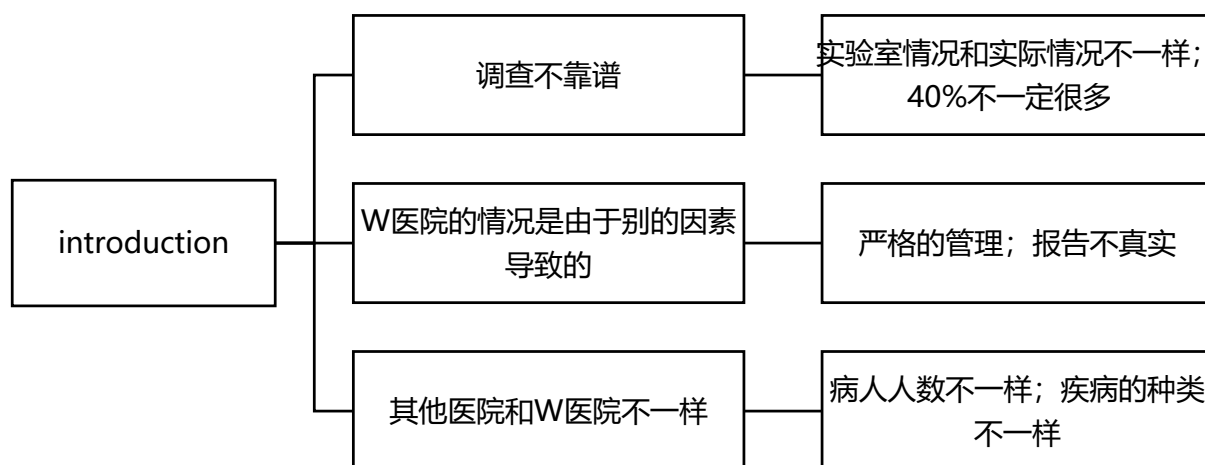 introduction
调查不靠谱
实验室情况和实际情况不一样；
40%不一定很多
W医院的情况是由于别的因素
导致的
严格的管理；报告不真实
其他医院和W医院不一样
病人人数不一样；疾病的种类
不一样